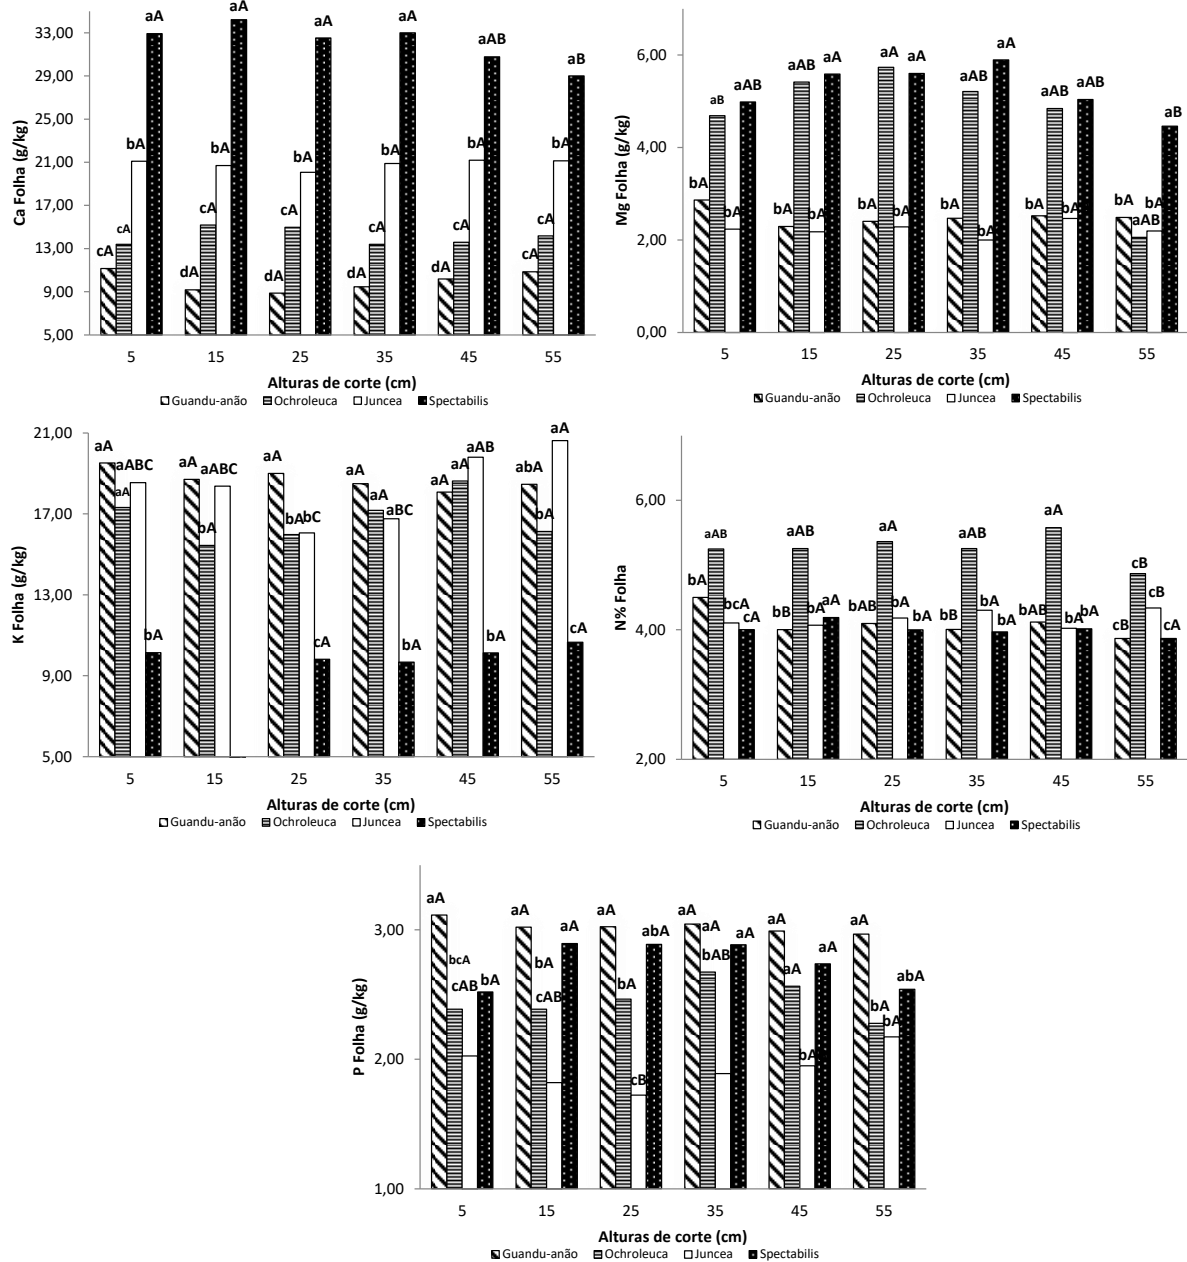 Ca Folha (g/kg)
33,00
29,00
25,00
21,00
17,00
13,00
9,00
5,00
aA aA aA aA aAB aB
bA bA bA bA bA bA
cA cA cA cA cA cA
cA dA dA dA cA cA
5 15 25 35 45 55
Alturas de corte (cm)
Guandu-anão Ochroleuca Juncea Spectabilis
Mg Folha (g/kg)
6,00
4,00
2,00
0,00
aB aAB aA aAB aAB aAB
aAB aA aA aA aAB aB
bA bA bA bA bA bA
bA bA bA bA bA bA
5 15 25 35 45 55
Alturas de corte (cm)
Guandu-anão Ochroleuca Juncea Spectabilis
K Folha (g/kg)
21,00
17,00
13,00
9,00
5,00
aA aA aA aA aA abA
aABC aABC bC aBC aAB aA
aA bA bA aA aA bA
bA cA bA bA cA
5 15 25 35 45 55
Alturas de corte (cm)
Guandu-anão Ochroleuca Juncea Spectabilis
N% Folha
6,00
4,00
2,00
aAB aAB aA aAB aA cB
bA bB bAB bB bAB cB
bcA bA bA bA bA cB
cA aA bA bA bA cA
5 15 25 35 45 55
Alturas de corte (cm)
Guandu-anão Ochroleuca Juncea Spectabilis
P Folha (g/kg)
3,00
2,00
1,00
aA aA aA aA aA aA
bcA bA bA aA aA bA
cAB cAB cB bAB bA bA
bA aA abA aA aA abA
5 15 25 35 45 55
Alturas de corte (cm)
Guandu-anão Ochroleuca Juncea Spectabilis